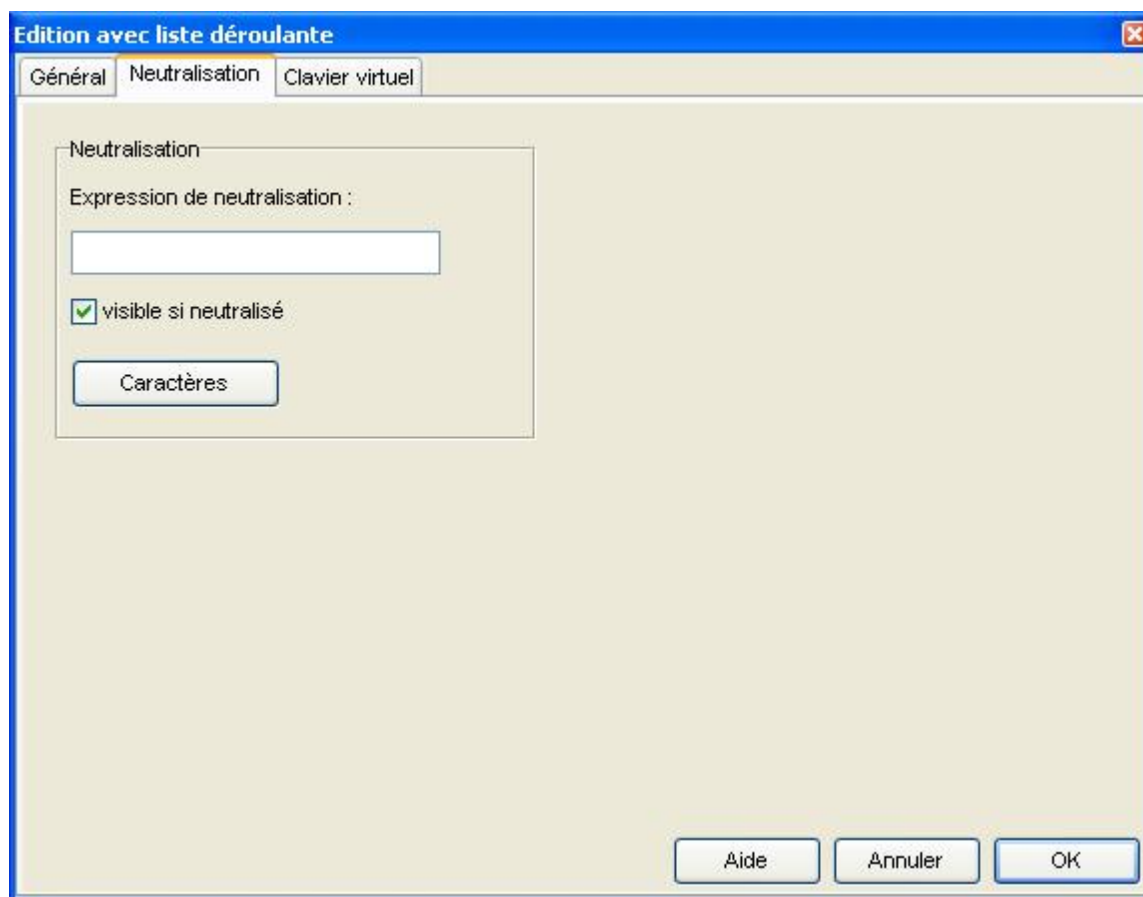 Edition avec liste déroulante
Général Neutralisation Clavier virtuel
Neutralisation
Expression de neutralisation :
visible si neutralisé
Caractères
Aide Annuler OK